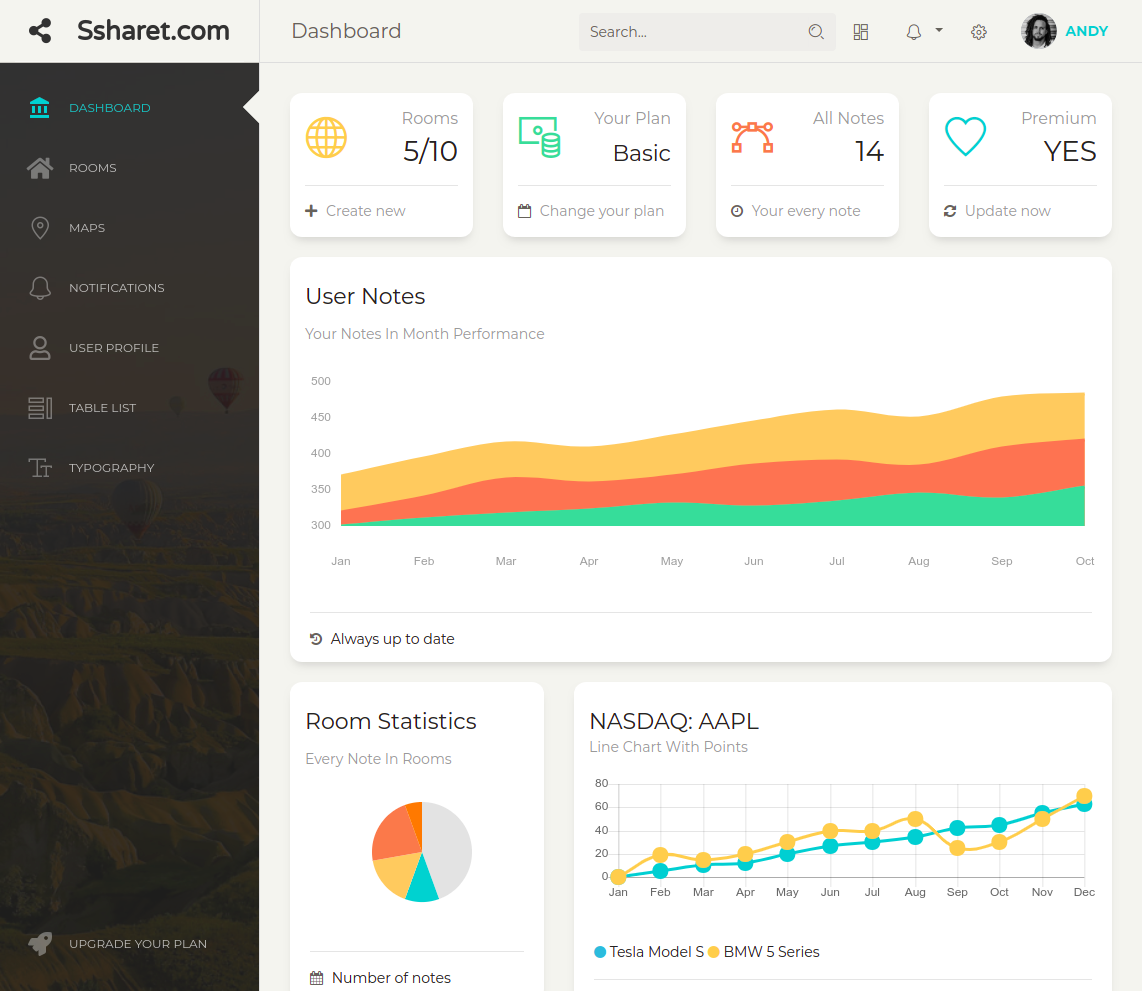 Ssharet.com
Dashboard
Search...
ANDY
DASHBOARD
ROOMS
MAPS
NOTIFICATIONS
USER PROFILE
TABLE LIST
TYPOGRAPHY
UPGRADE YOUR PLAN
Rooms
5/10
Create new
Your Plan
Basic
Change your plan
All Notes
14
Your every note
Premium
YES
Update now
User Notes
Your Notes In Month Performance
500
450
400
350
300
Jan Feb Mar Apr May Jun Jul Aug Sep Oct
Always up to date
Room Statistics
Every Note In Rooms
Number of notes
NASDAQ: AAPL
Line Chart With Points
80
60
40
20
0
Jan Feb Mar Apr May Jun Jul Aug Sep Oct Nov Dec
Tesla Model S BMW 5 Series